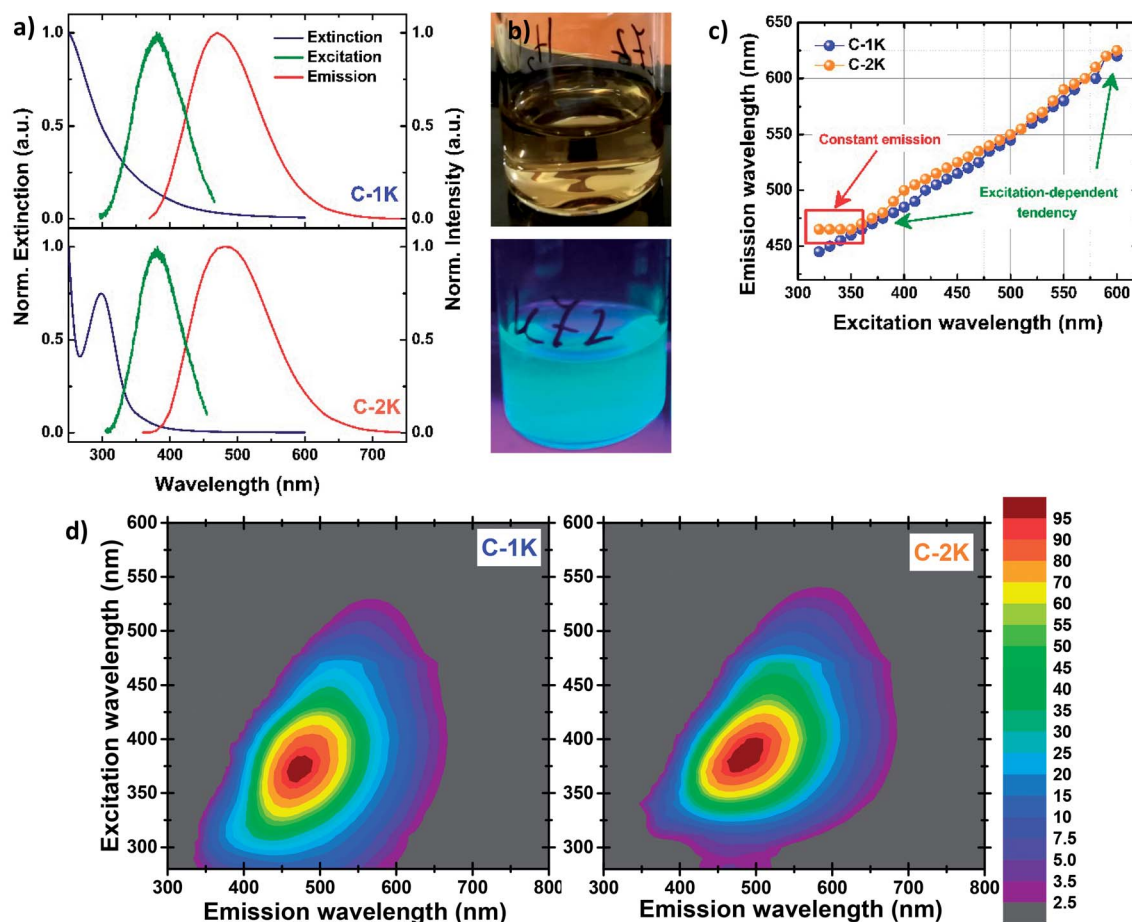 a)
Extinction
Excitation
Emission
C-1K
C-2K
1.0
0.5
0.0
1.0
0.5
0.0
1.0
0.5
0.0
1.0
0.5
0.0
Norm. Extinction (a.u.)
Norm. Intensity (a.u.)
300 400 500 600 700
Wavelength (nm)
b)
K72
c)
C-1K
C-2K
Constant emission
Excitation-dependent
tendency
650
600
550
500
450
Emission wavelength (nm)
300 350 400 450 500 550 600
Excitation wavelength (nm)
d)
C-1K
600
550
500
450
400
350
300
Excitation wavelength (nm)
300 400 500 600 700 800
Emission wavelength (nm)
C-2K
600
550
500
450
400
350
300
300 400 500 600 700 800
Emission wavelength (nm)
95
90
80
70
60
55
50
40
35
30
25
20
15
10
7.5
5.0
3.5
2.5